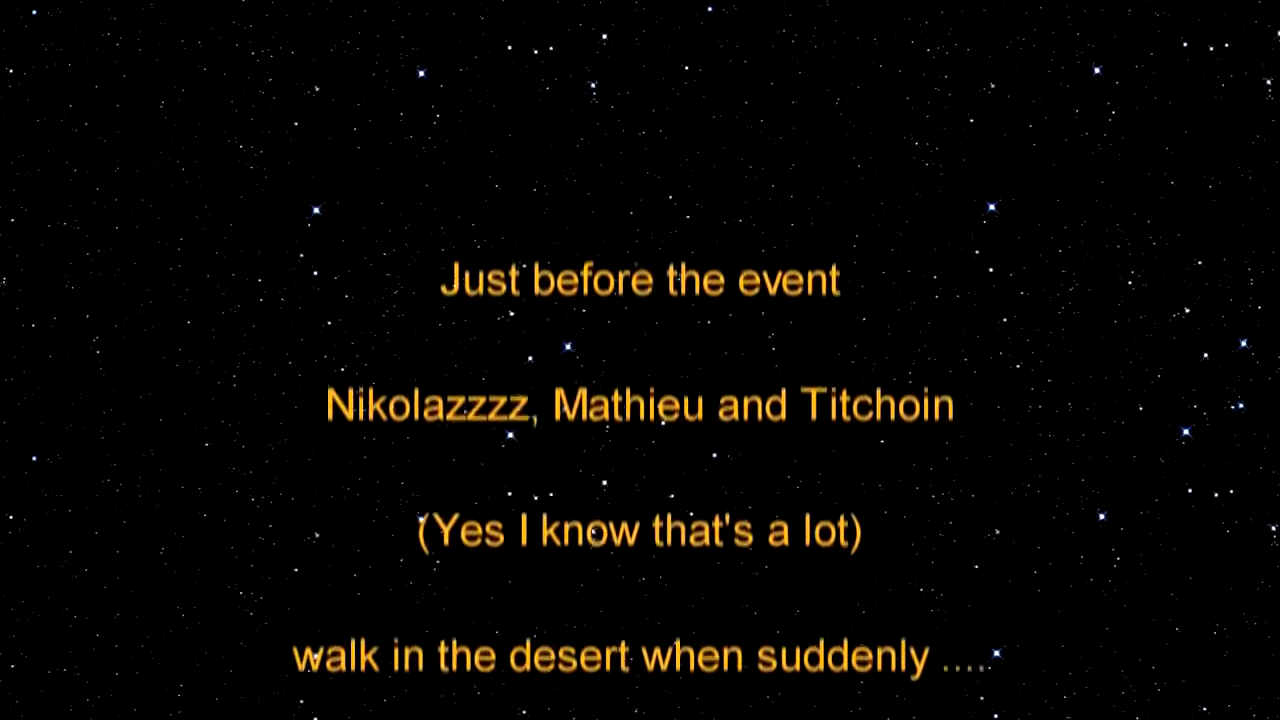 Just before the event
Nikolazzzz, Mathieu and Titchoin
(Yes I know that's a lot)
walk in the desert when suddenly ....